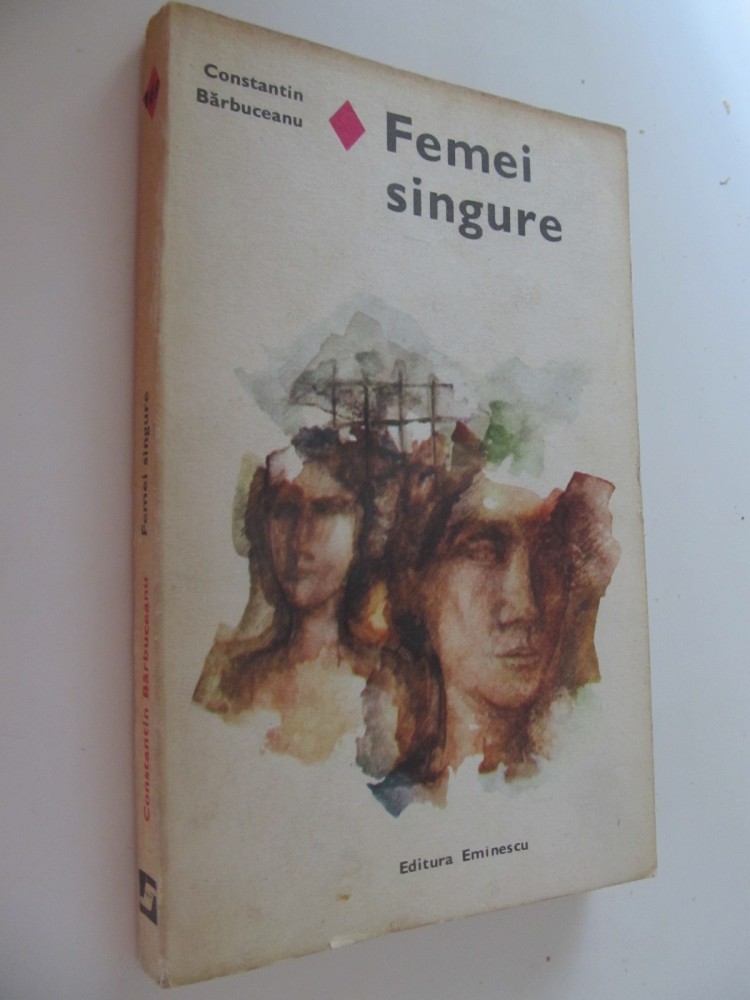 Constantin
Bărbuceanu
Femei
singure
Editura Eminescu
Constantin Bărbuceanu Femei singure